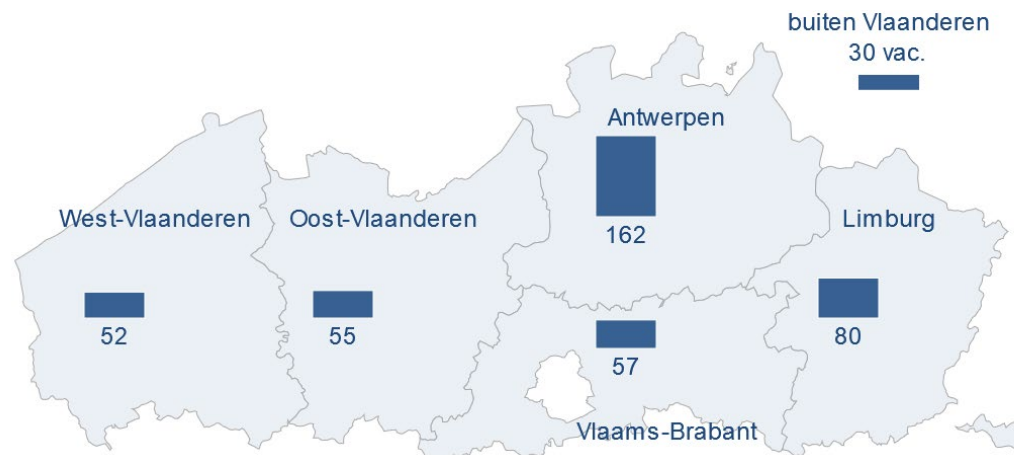 buiten Vlaanderen
30 vac.
Antwerpen
162
West-Vlaanderen
52
Oost-Vlaanderen
55
Limburg
80
57
Vlaams-Brabant